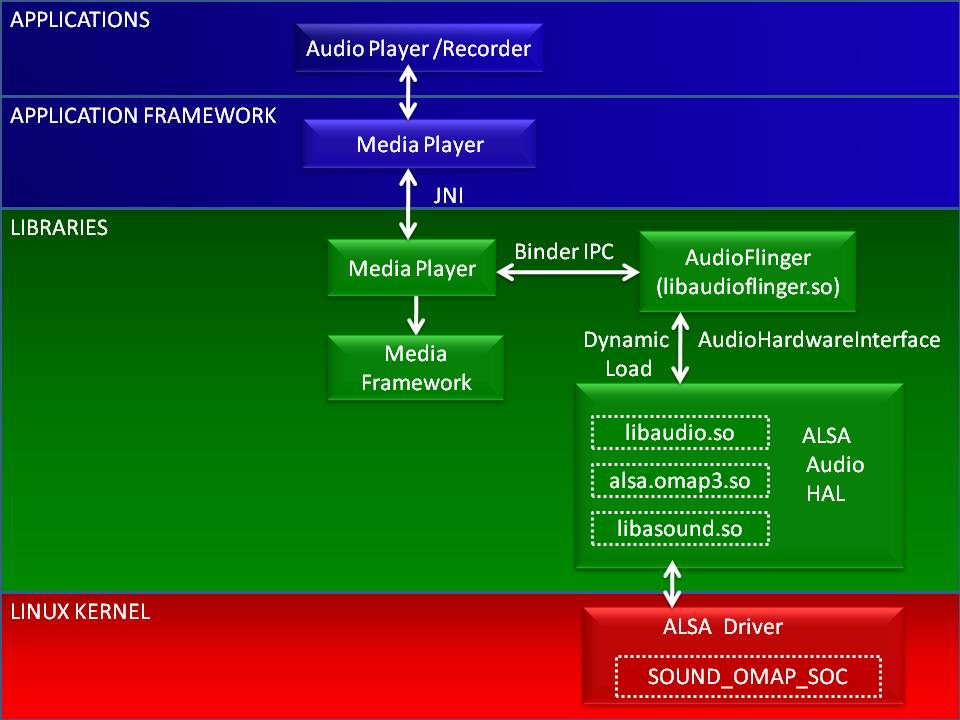 APPLICATIONS
Audio Player /Recorder
APPLICATION FRAMEWORK
Media Player
JNI
LIBRARIES
Media Player
Binder IPC
AudioFlinger
(libaudioflinger.so)
Dynamic
Load
AudioHardwareInterface
Media
Framework
libaudio.so
alsa.omap3.so
libasound.so
ALSA
Audio
HAL
LINUX KERNEL
ALSA Driver
SOUND_OMAP_SOC